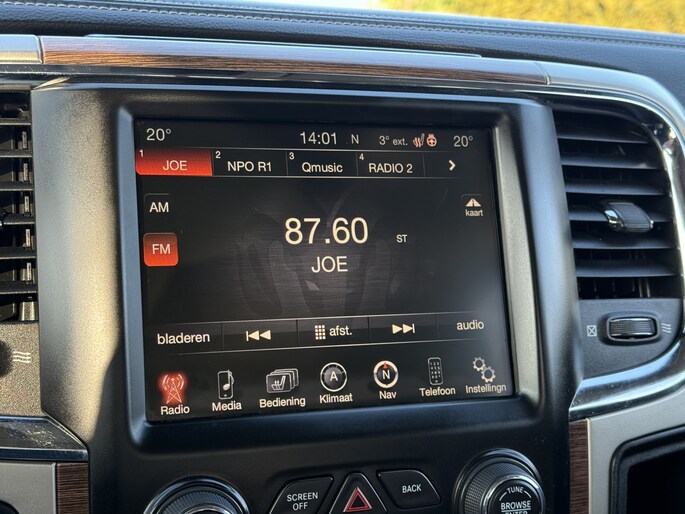 20° 14:01 N 3° ext. 20°
1 JOE 2 NPO R1 3 Qmusic 4 RADIO 2 >
AM
kaart
87.60 ST
FM
JOE
bladeren afst. audio
A N
Radio Media Bediening Klimaat Nav Telefoon Instellingn
SCREEN OFF
BACK
TUNE
BROWSE
ENTER